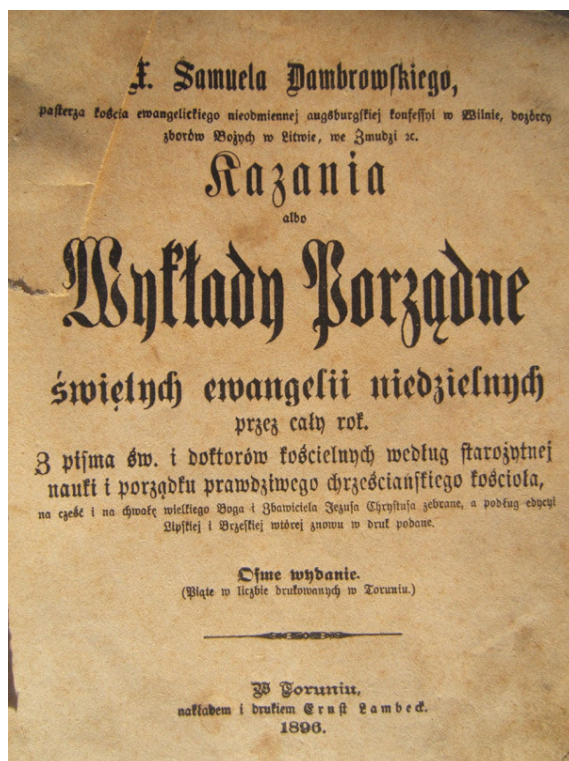 X. Samuela Dambrowskiego,
pasterza kościa ewangelickiego nieodmiennej augsburgskiej konfessyi w Wilnie, dozórcy
zborów Bożych w Litwie, we Żmudzi ꝛc.
Kazania
albo
Wykłady Porządne
świętych ewangelii niedzielnych
przez cały rok.
Z pisma św. i doktorów kościelnych według starożytnej
nauki i porządku prawdziwego chrześciańskiego kościoła,
na cześć i na chwałę wielkiego Boga i Zbawiciela Jezusa Chrystusa zebrane, a podług edycyi
Lipskiej i Brzeskiej wtórej znowu w druk podane.
Osme wydanie.
(Piąte w liczbie drukowanych w Toruniu.)
W Toruniu,
nakładem i drukiem Ernst Lambeck.
1896.